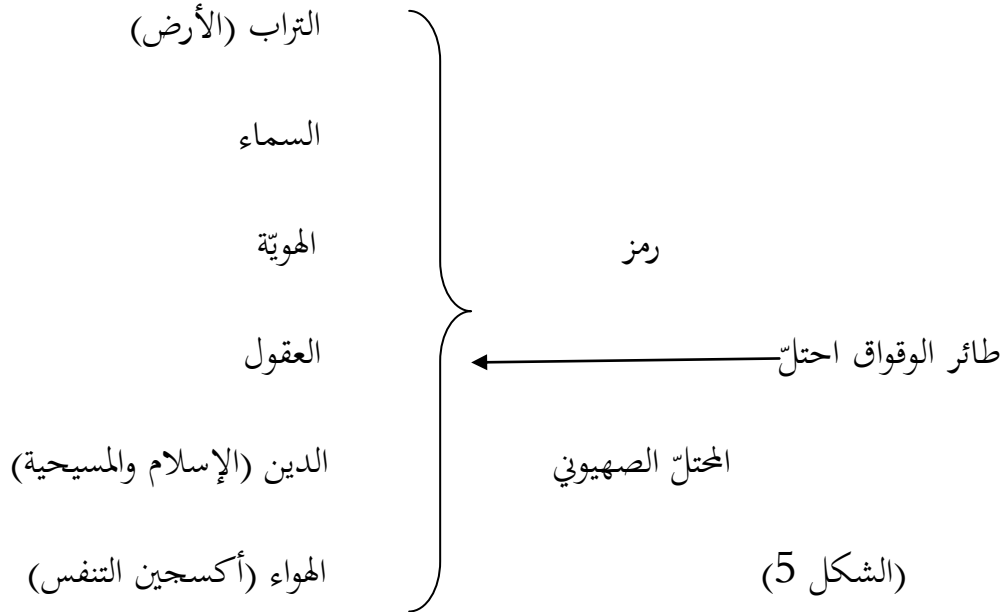 التراب (الأرض)
السماء
رمز
الهويّة
طائر الوقواق احتلّ
العقول
المحتلّ الصهيوني
الدين (الإسلام والمسيحية)
(الشكل 5)
الهواء (أكسجين التنفس)